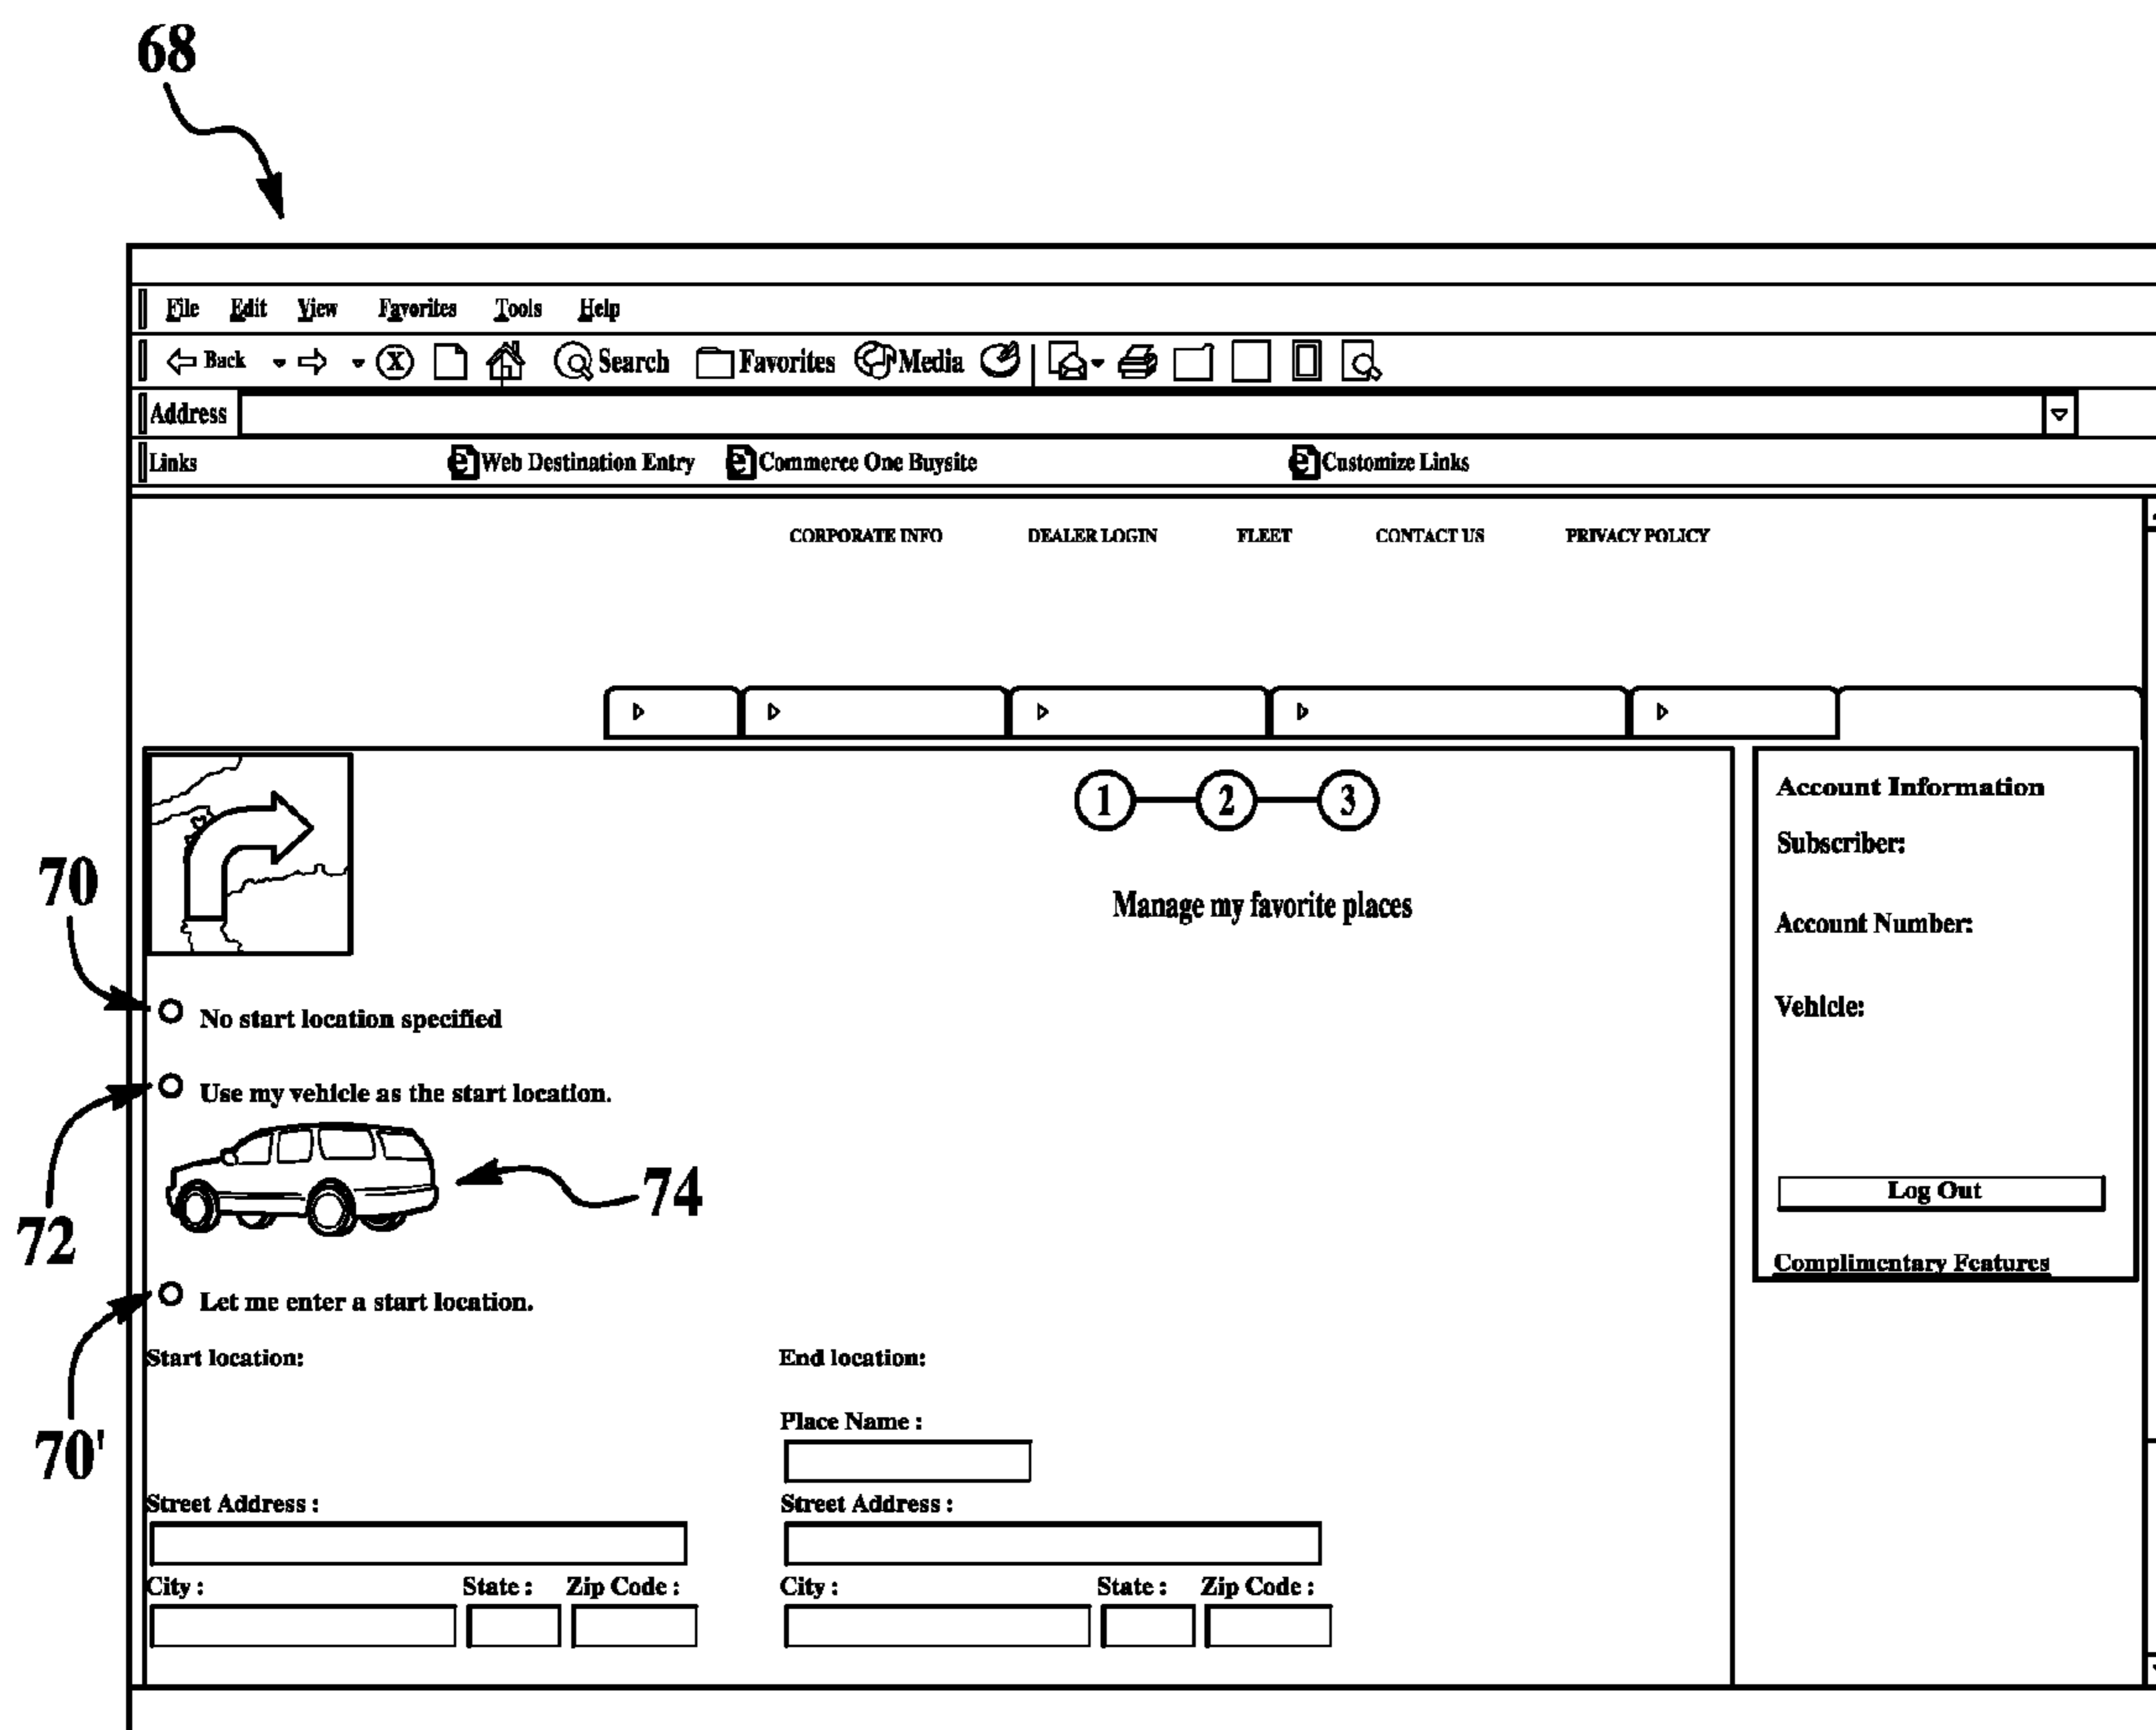 68
File Edit View Favorites Tools Help
Back X Search Favorites Media
Address
Links Web Destination Entry Commerce One Buysite Customize Links
CORPORATE INFO DEALER LOGIN FLEET CONTACT US PRIVACY POLICY
1 2 3
Manage my favorite places
Account Information
Subscriber:
Account Number:
Vehicle:
Log Out
Complimentary Features
70
No start location specified
72
Use my vehicle as the start location.
74
70'
Let me enter a start location.
Start location: End location:
Place Name :
Street Address : Street Address :
City : State : Zip Code : City : State : Zip Code :